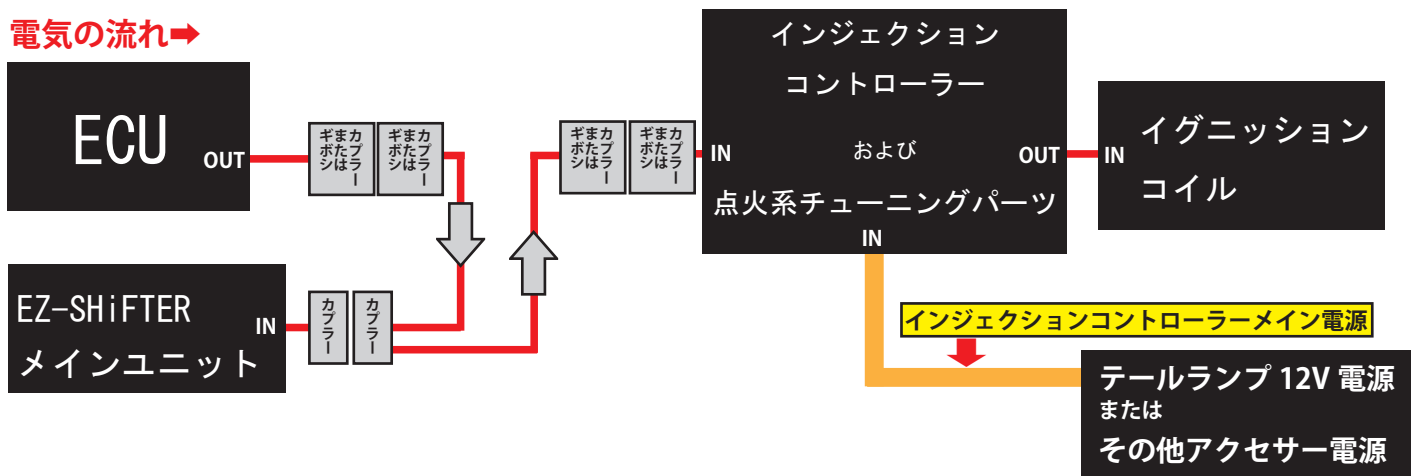 電気の流れ➡
ECU
OUT
カプラー
または
ギボシ
カプラー
または
ギボシ
カプラー
または
ギボシ
カプラー
または
ギボシ
インジェクション
コントローラー
および
点火系チューニングパーツ
IN
OUT
IN
IN
イグニッション
コイル
EZ-SHiFTER
メインユニット
IN
カプラー
カプラー
インジェクションコントローラーメイン電源
テールランプ 12V 電源
または
その他アクセサー電源